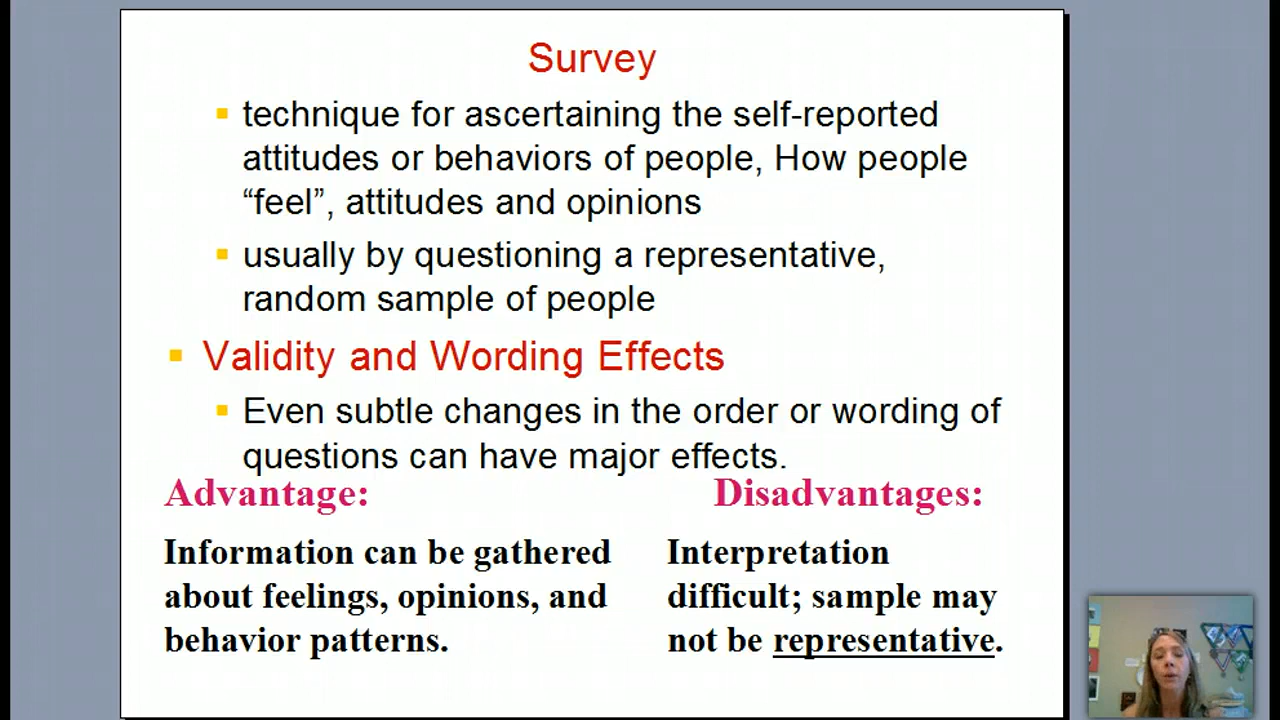 Survey
technique for ascertaining the self-reported
attitudes or behaviors of people, How people
“feel”, attitudes and opinions
usually by questioning a representative,
random sample of people
Validity and Wording Effects
Even subtle changes in the order or wording of
questions can have major effects.
Advantage:
Information can be gathered
about feelings, opinions, and
behavior patterns.
Disadvantages:
Interpretation
difficult; sample may
not be representative.